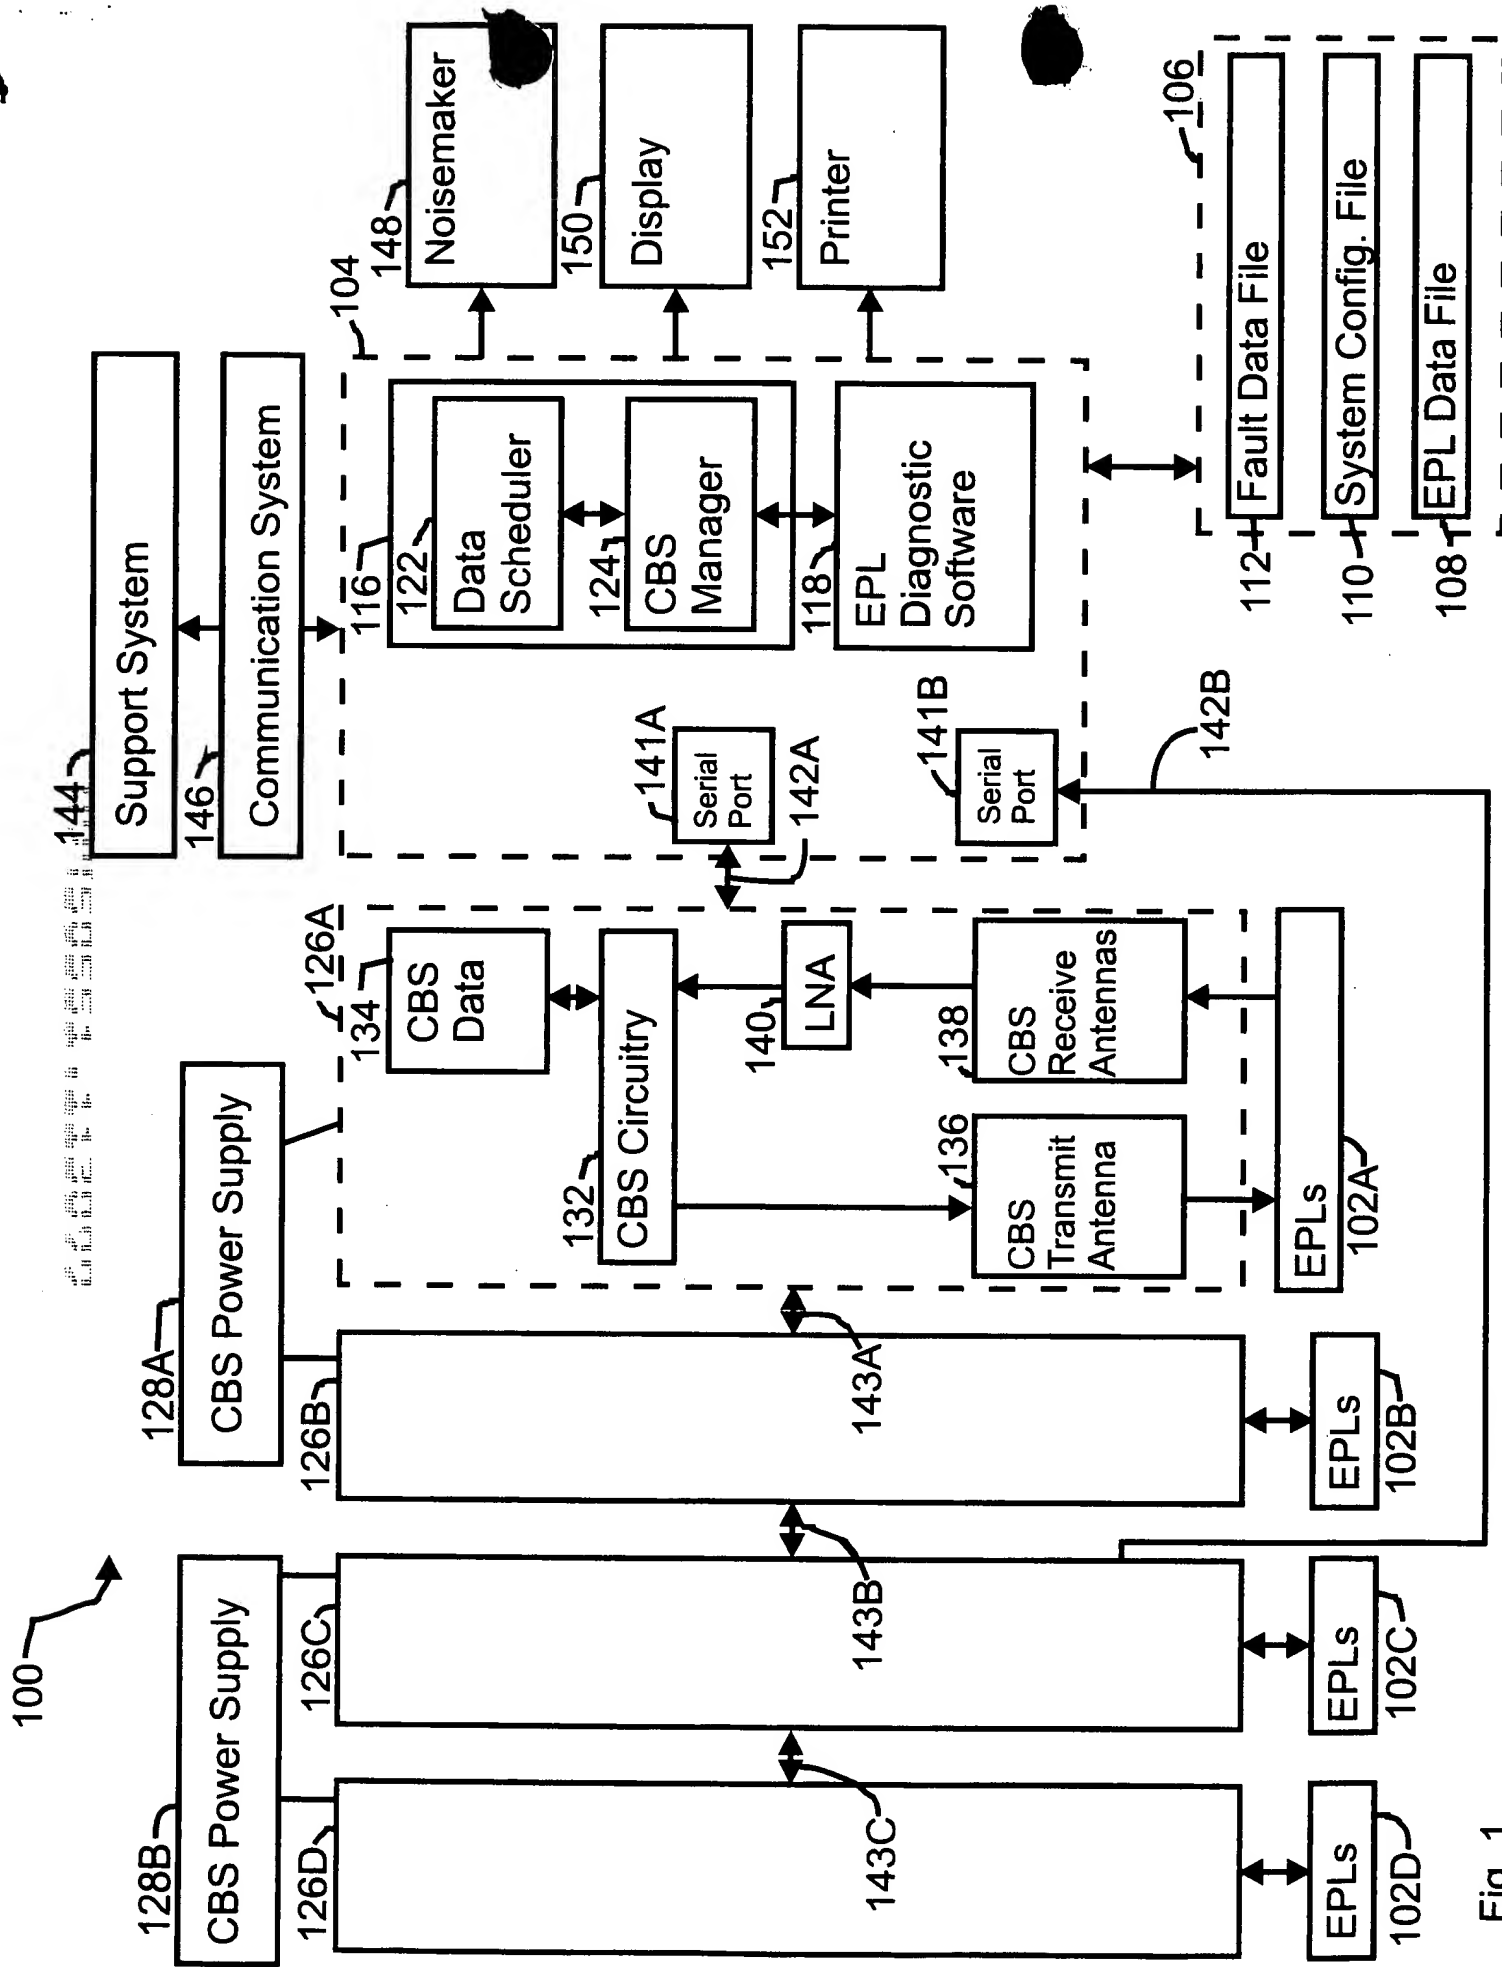 100
144
Support System
146
Communication System
128B
CBS Power Supply
128A
CBS Power Supply
126D
126C
126B
126A
134
CBS
Data
132
CBS Circuitry
140
LNA
136
CBS
Transmit
Antenna
138
CBS
Receive
Antennas
143C
143B
143A
EPLs
102D
EPLs
102C
EPLs
102B
EPLs
102A
104
116
122
Data
Scheduler
124
CBS
Manager
118
EPL
Diagnostic
Software
141A
Serial
Port
142A
141B
Serial
Port
142B
148
Noisemaker
150
Display
152
Printer
106
112
Fault Data File
110
System Config. File
108
EPL Data File
Fig. 1